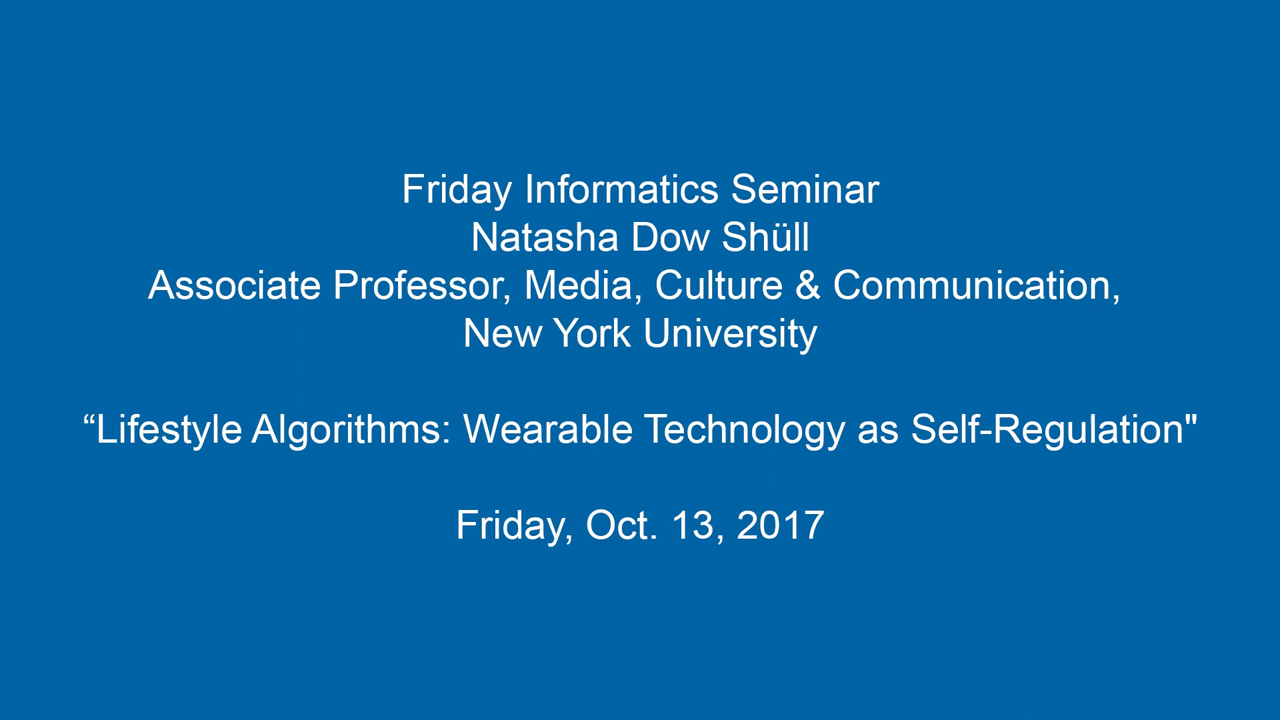 Friday Informatics Seminar
Natasha Dow Shüll
Associate Professor, Media, Culture & Communication,
New York University
“Lifestyle Algorithms: Wearable Technology as Self-Regulation"
Friday, Oct. 13, 2017